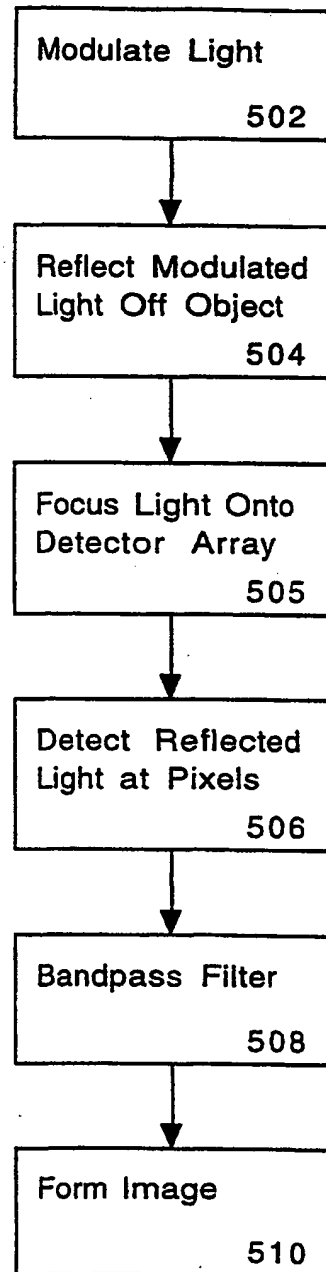 Modulate Light
502
Reflect Modulated
Light Off Object
504
Focus Light Onto
Detector Array
505
Detect Reflected
Light at Pixels
506
Bandpass Filter
508
Form Image
510